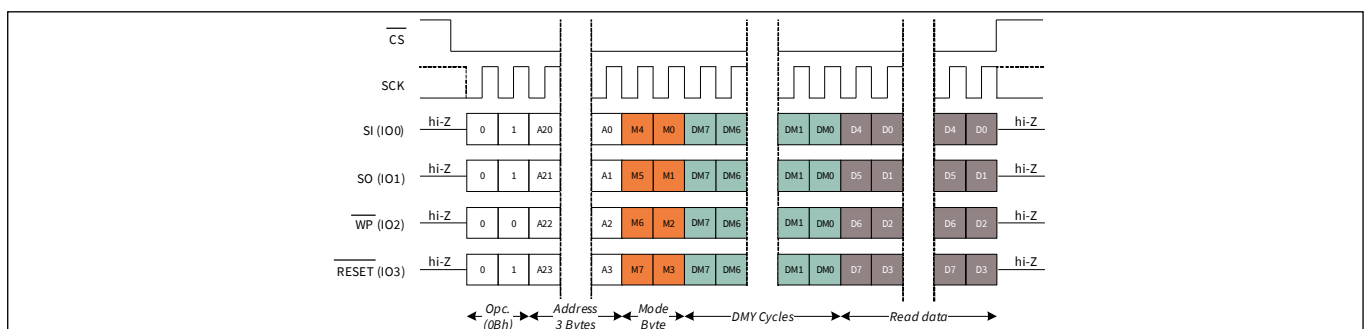 CS
SCK
SI (IO0) hi-Z 0 1 A20 A0 M4 M0 DM7 DM6 DM1 DM0 D4 D0 D4 D0 hi-Z
SO (IO1) hi-Z 0 1 A21 A1 M5 M1 DM7 DM6 DM1 DM0 D5 D1 D5 D1 hi-Z
WP (IO2) hi-Z 0 0 A22 A2 M6 M2 DM7 DM6 DM1 DM0 D6 D2 D6 D2 hi-Z
RESET (IO3) hi-Z 0 1 A23 A3 M7 M3 DM7 DM6 DM1 DM0 D7 D3 D7 D3 hi-Z
Opc. Address Mode DMY Cycles Read data
(0Bh) 3 Bytes Byte